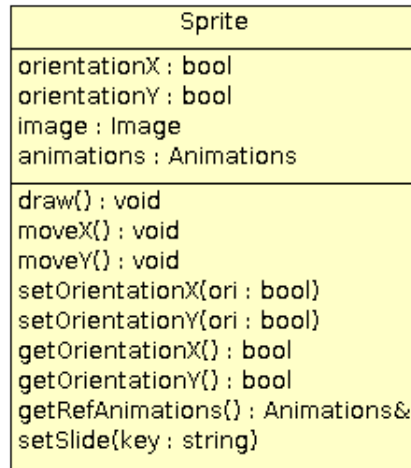 Sprite
orientationX : bool
orientationY : bool
image : Image
animations : Animations
draw() : void
moveX() : void
moveY() : void
setOrientationX(ori : bool)
setOrientationY(ori : bool)
getOrientationX() : bool
getOrientationY() : bool
getRefAnimations() : Animations&
setSlide(key : string)